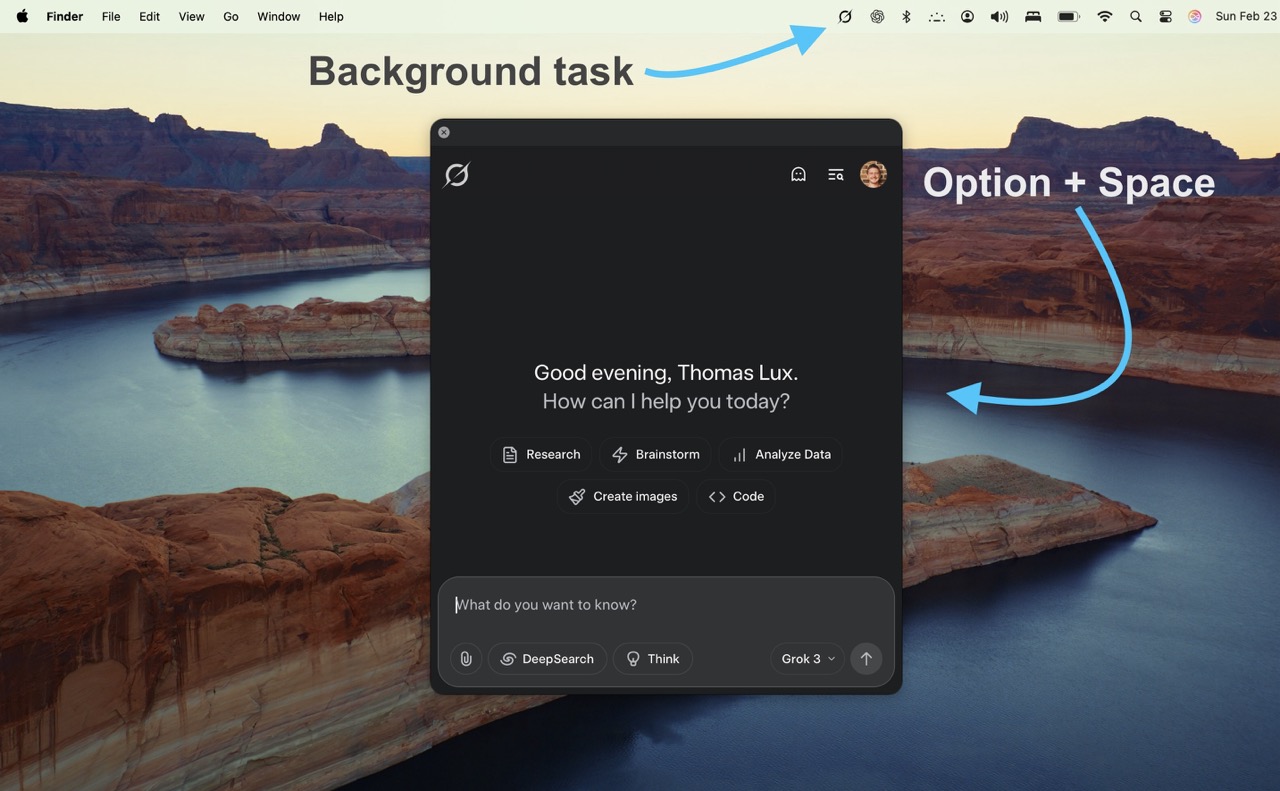 Finder File Edit View Go Window Help Sun Feb 23
Background task
Option + Space
Good evening, Thomas Lux.
How can I help you today?
Research Brainstorm Analyze Data
Create images Code
What do you want to know?
DeepSearch Think Grok 3